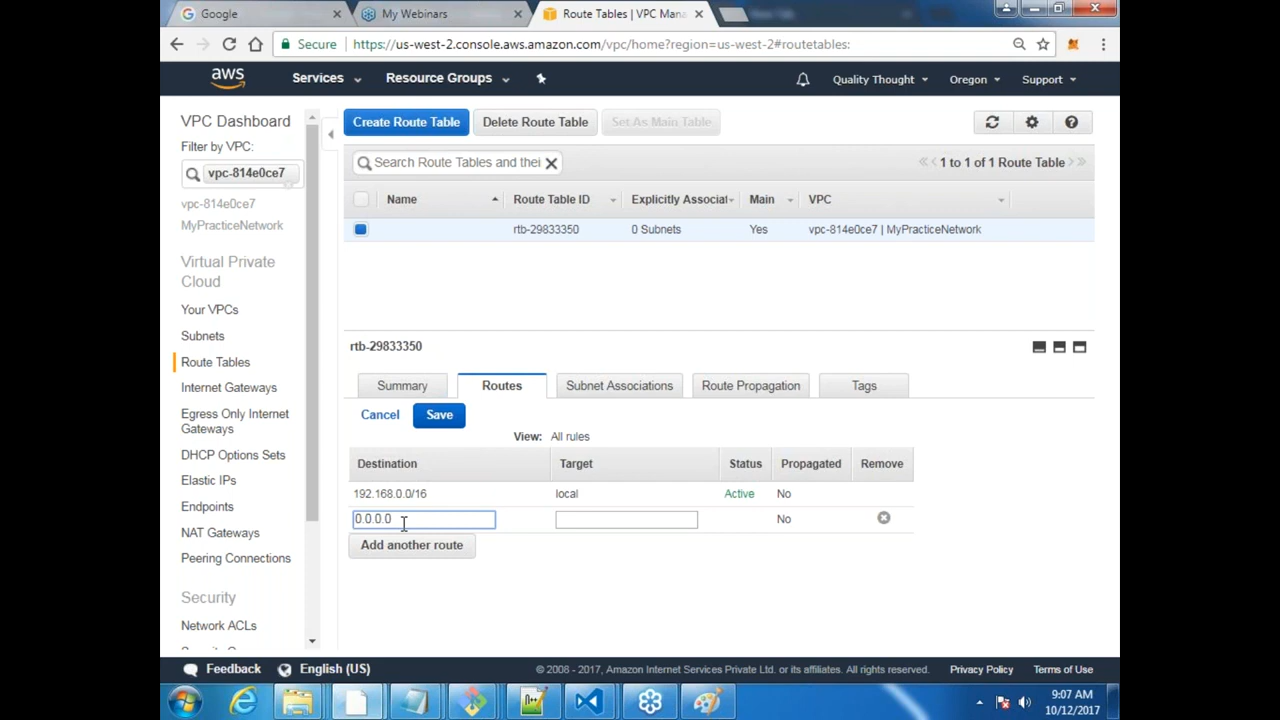 Google
My Webinars
Route Tables | VPC Mana
Secure
https://us-west-2.console.aws.amazon.com/vpc/home?region=us-west-2#routetables:
aws
Services
Resource Groups
Quality Thought
Oregon
Support
VPC Dashboard
Filter by VPC:
vpc-814e0ce7
vpc-814e0ce7
MyPracticeNetwork
Virtual Private
Cloud
Your VPCs
Subnets
Route Tables
Internet Gateways
Egress Only Internet
Gateways
DHCP Options Sets
Elastic IPs
Endpoints
NAT Gateways
Peering Connections
Security
Network ACLs
Create Route Table
Delete Route Table
Set As Main Table
Search Route Tables and thei
1 to 1 of 1 Route Table
Name Route Table ID Explicitly Associat Main VPC
rtb-29833350 0 Subnets Yes vpc-814e0ce7 | MyPracticeNetwork
rtb-29833350
Summary Routes Subnet Associations Route Propagation Tags
Cancel Save
View: All rules
Destination Target Status Propagated Remove
192.168.0.0/16 local Active No
0.0.0.0 No
Add another route
Feedback
English (US)
© 2008 - 2017, Amazon Internet Services Private Ltd. or its affiliates. All rights reserved.
Privacy Policy
Terms of Use
9:07 AM
10/12/2017